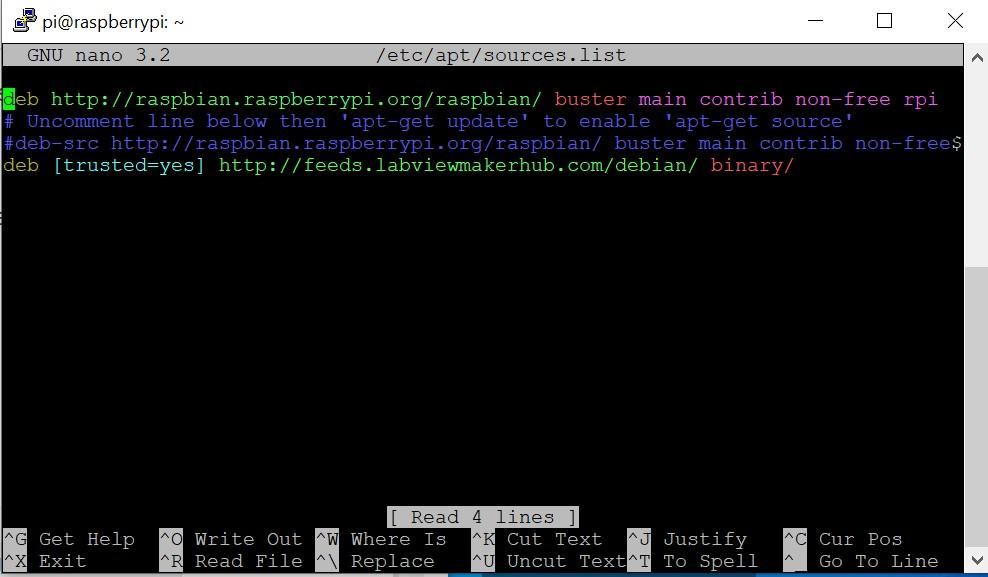 pi@raspberrypi: ~
GNU nano 3.2 /etc/apt/sources.list
deb http://raspbian.raspberrypi.org/raspbian/ buster main contrib non-free rpi
# Uncomment line below then 'apt-get update' to enable 'apt-get source'
#deb-src http://raspbian.raspberrypi.org/raspbian/ buster main contrib non-free$
deb [trusted=yes] http://feeds.labviewmakerhub.com/debian/ binary/
[ Read 4 lines ]
^G Get Help ^O Write Out ^W Where Is ^K Cut Text ^J Justify ^C Cur Pos
^X Exit ^R Read File ^\ Replace ^U Uncut Text ^T To Spell ^_ Go To Line